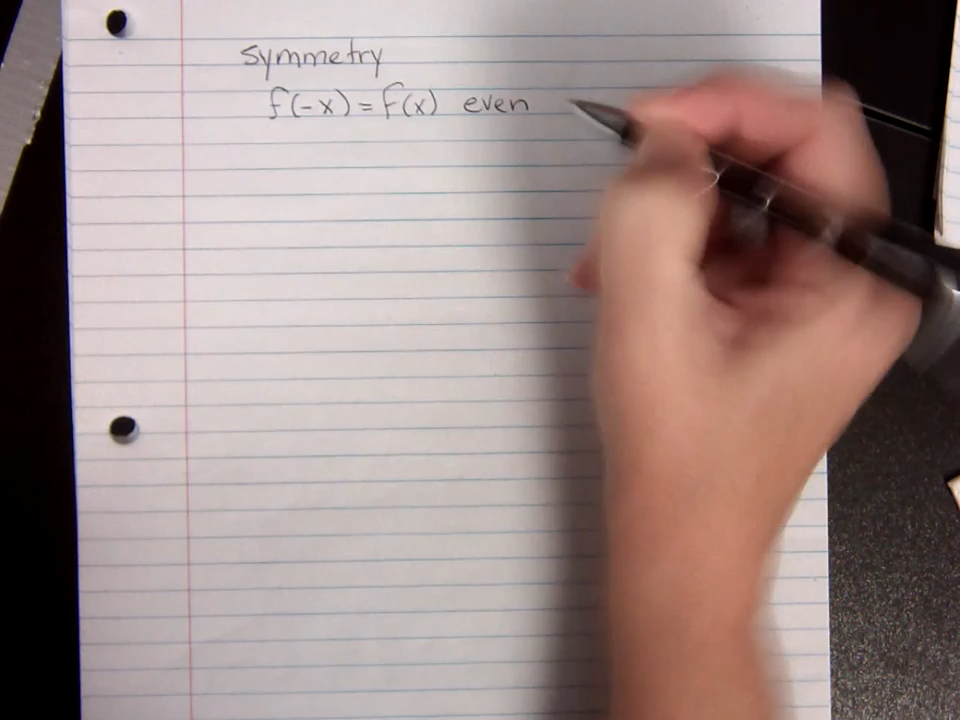 symmetry
f(-x) = f(x) even